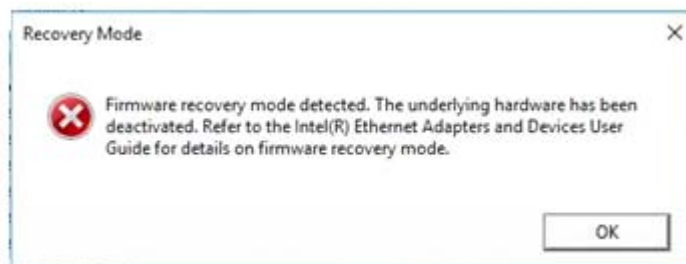 Recovery Mode
Firmware recovery mode detected. The underlying hardware has been
deactivated. Refer to the Intel(R) Ethernet Adapters and Devices User
Guide for details on firmware recovery mode.
OK